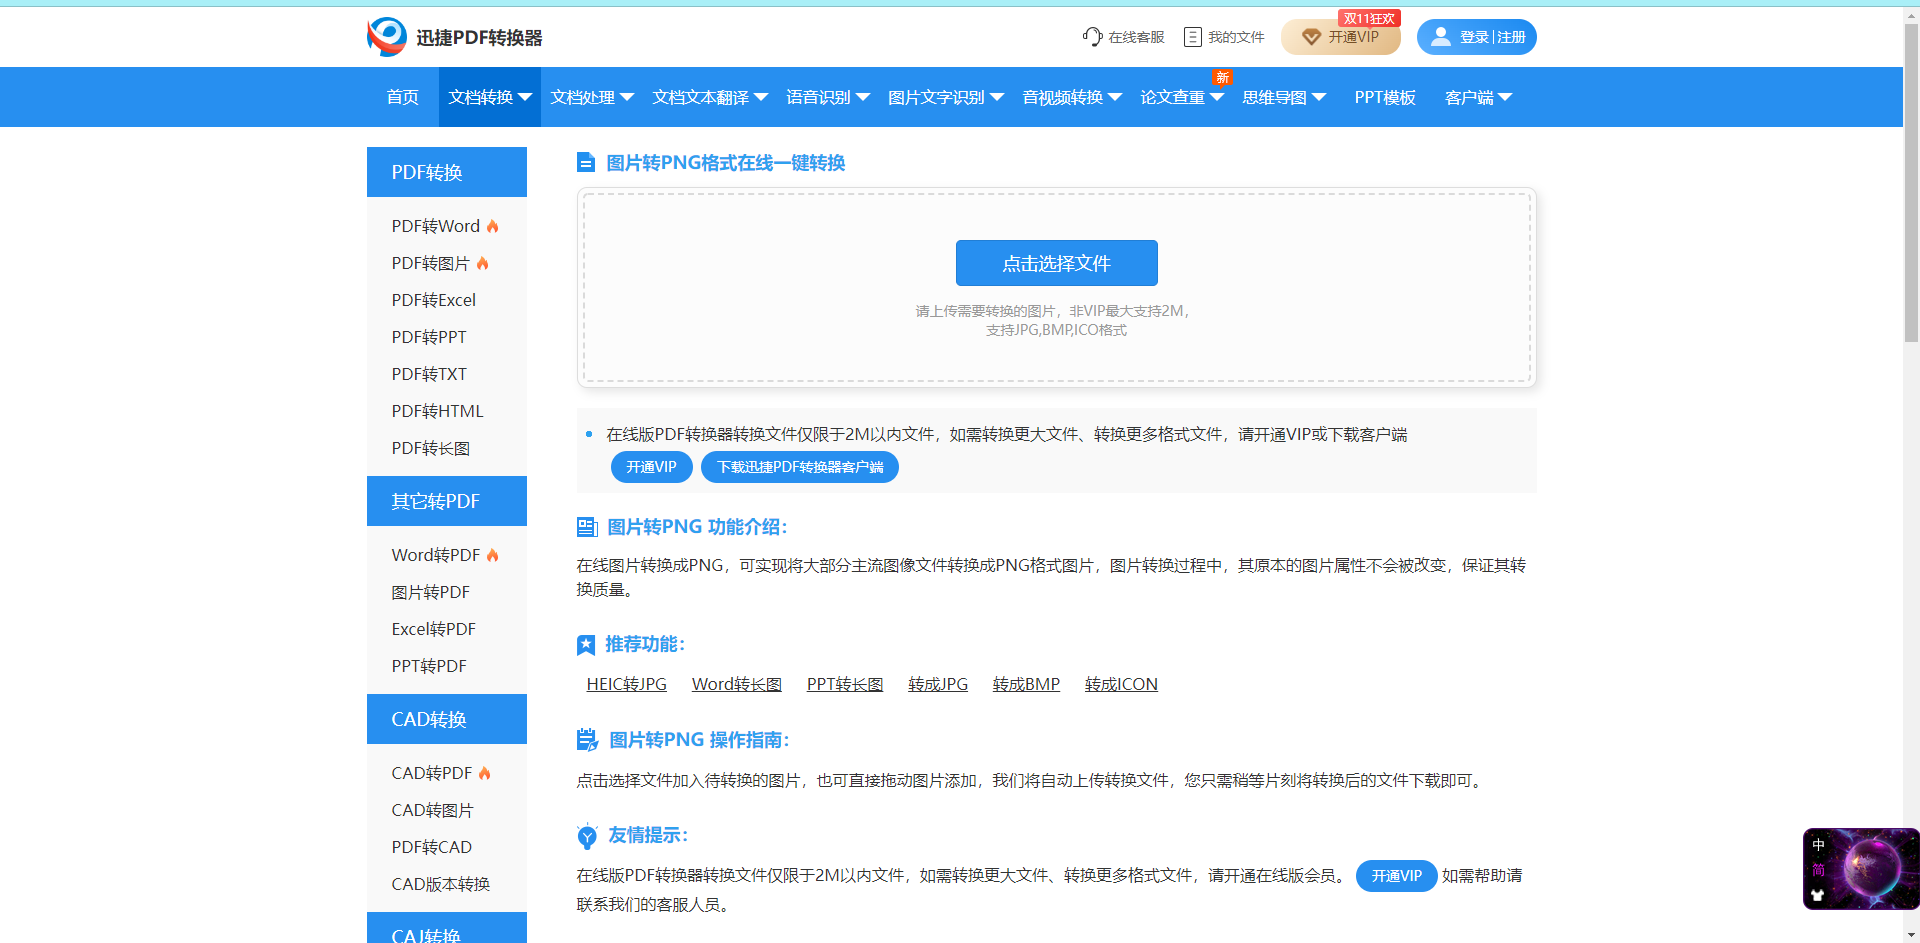 迅捷PDF转换器
在线客服
我的文件
双11狂欢
开通VIP
登录|注册
首页
文档转换
文档处理
文档文本翻译
语音识别
图片文字识别
音视频转换
论文查重
新
思维导图
PPT模板
客户端
PDF转换
PDF转Word
PDF转图片
PDF转Excel
PDF转PPT
PDF转TXT
PDF转HTML
PDF转长图
其它转PDF
Word转PDF
图片转PDF
Excel转PDF
PPT转PDF
CAD转换
CAD转PDF
CAD转图片
PDF转CAD
CAD版本转换
CAJ转换
图片转PNG格式在线一键转换
点击选择文件
请上传需要转换的图片，非VIP最大支持2M，
支持JPG,BMP,ICO格式
在线版PDF转换器转换文件仅限于2M以内文件，如需转换更大文件、转换更多格式文件，请开通VIP或下载客户端
开通VIP
下载迅捷PDF转换器客户端
图片转PNG 功能介绍：
在线图片转换成PNG，可实现将大部分主流图像文件转换成PNG格式图片，图片转换过程中，其原本的图片属性不会被改变，保证其转
换质量。
推荐功能：
HEIC转JPG
Word转长图
PPT转长图
转成JPG
转成BMP
转成ICON
图片转PNG 操作指南：
点击选择文件加入待转换的图片，也可直接拖动图片添加，我们将自动上传转换文件，您只需稍等片刻将转换后的文件下载即可。
友情提示：
在线版PDF转换器转换文件仅限于2M以内文件，如需转换更大文件、转换更多格式文件，请开通在线版会员。 开通VIP 如需帮助请
联系我们的客服人员。
中
简